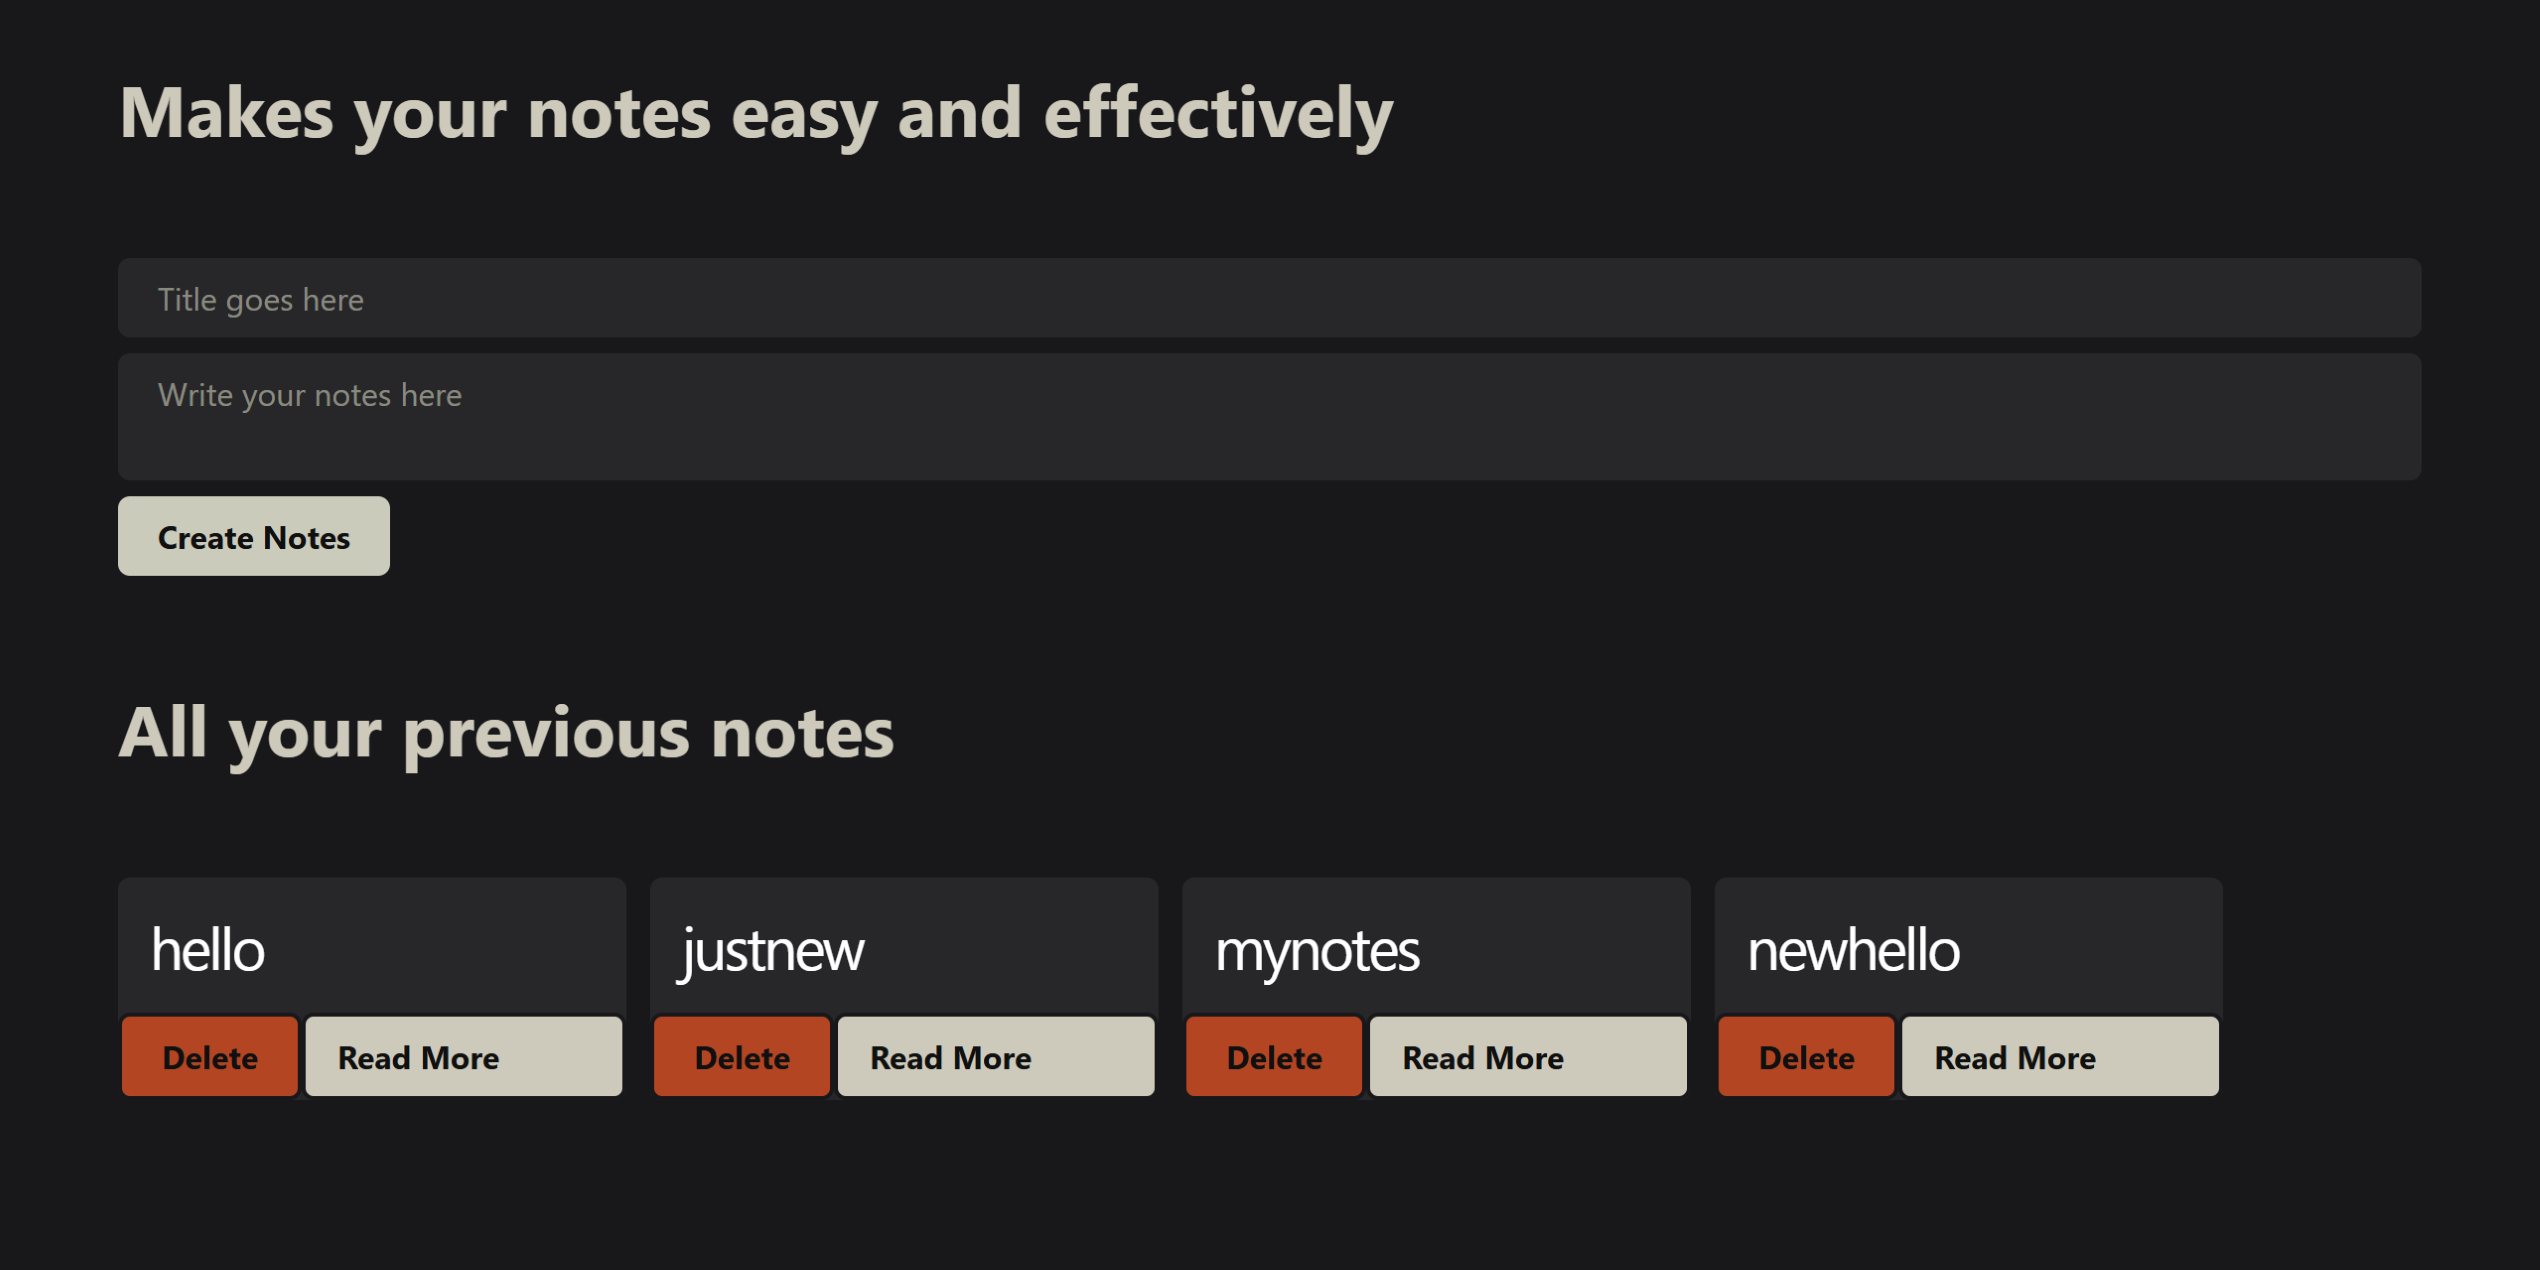 Makes your notes easy and effectively
Title goes here
Write your notes here
Create Notes
All your previous notes
hello
Delete Read More
justnew
Delete Read More
mynotes
Delete Read More
newhello
Delete Read More